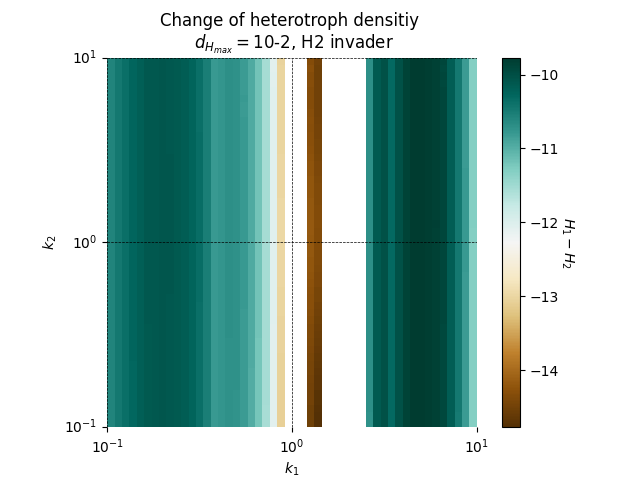 Change of heterotroph densitiy
$d_{H_{max}} = 10$-2, H2 invader
10^1
10^0
10^{-1}
k_2
10^{-1}
10^0
10^1
k_1
−10
−11
−12
−13
−14
H_1 − H_2